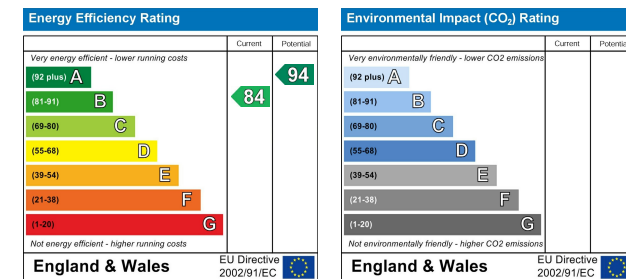 Energy Efficiency Rating
Current Potential
Very energy efficient - lower running costs
(92 plus) A
94
(81-91) B
84
(69-80) C
(55-68) D
(39-54) E
(21-38) F
(1-20) G
Not energy efficient - higher running costs
England & Wales
EU Directive
2002/91/EC
Environmental Impact (CO2) Rating
Current Potential
Very environmentally friendly - lower CO2 emissions
(92 plus) A
(81-91) B
(69-80) C
(55-68) D
(39-54) E
(21-38) F
(1-20) G
Not environmentally friendly - higher CO2 emissions
England & Wales
EU Directive
2002/91/EC